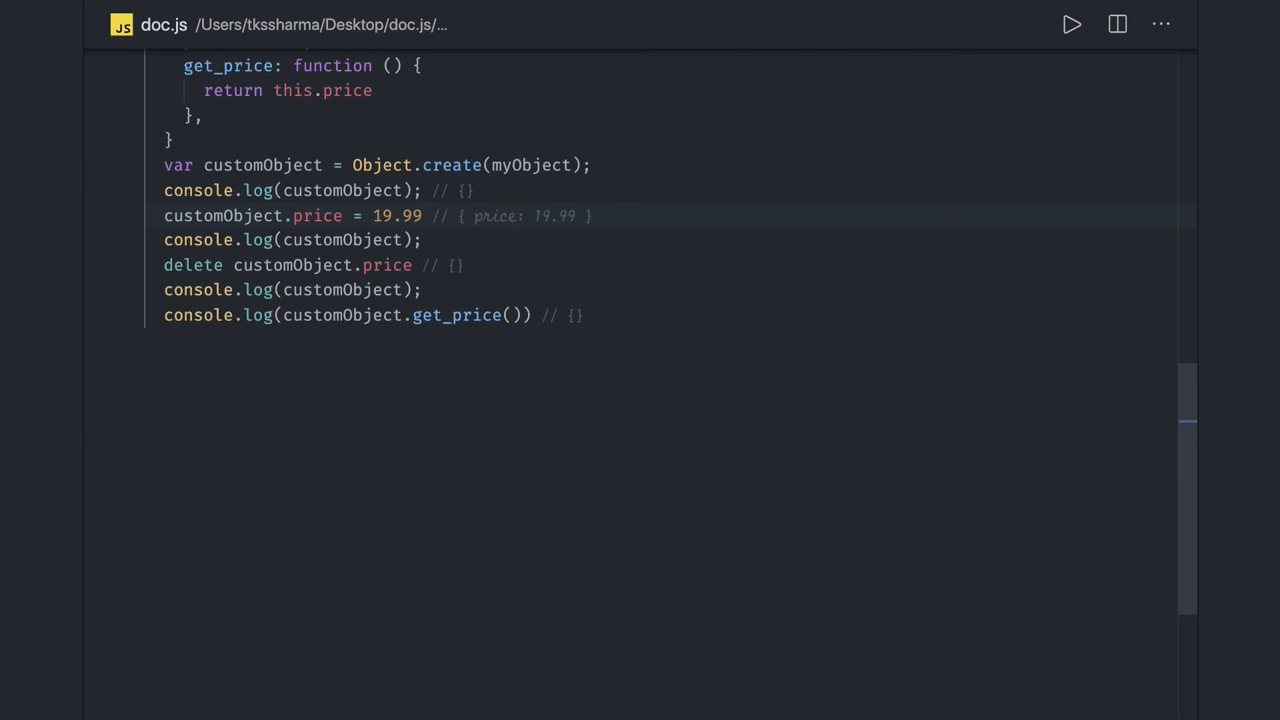 JS doc.js /Users/tkssharma/Desktop/doc.js/...
get_price: function () {
return this.price
},
}
var customObject = Object.create(myObject);
console.log(customObject); // {}
customObject.price = 19.99 // { price: 19.99 }
console.log(customObject);
delete customObject.price // {}
console.log(customObject);
console.log(customObject.get_price()) // {}